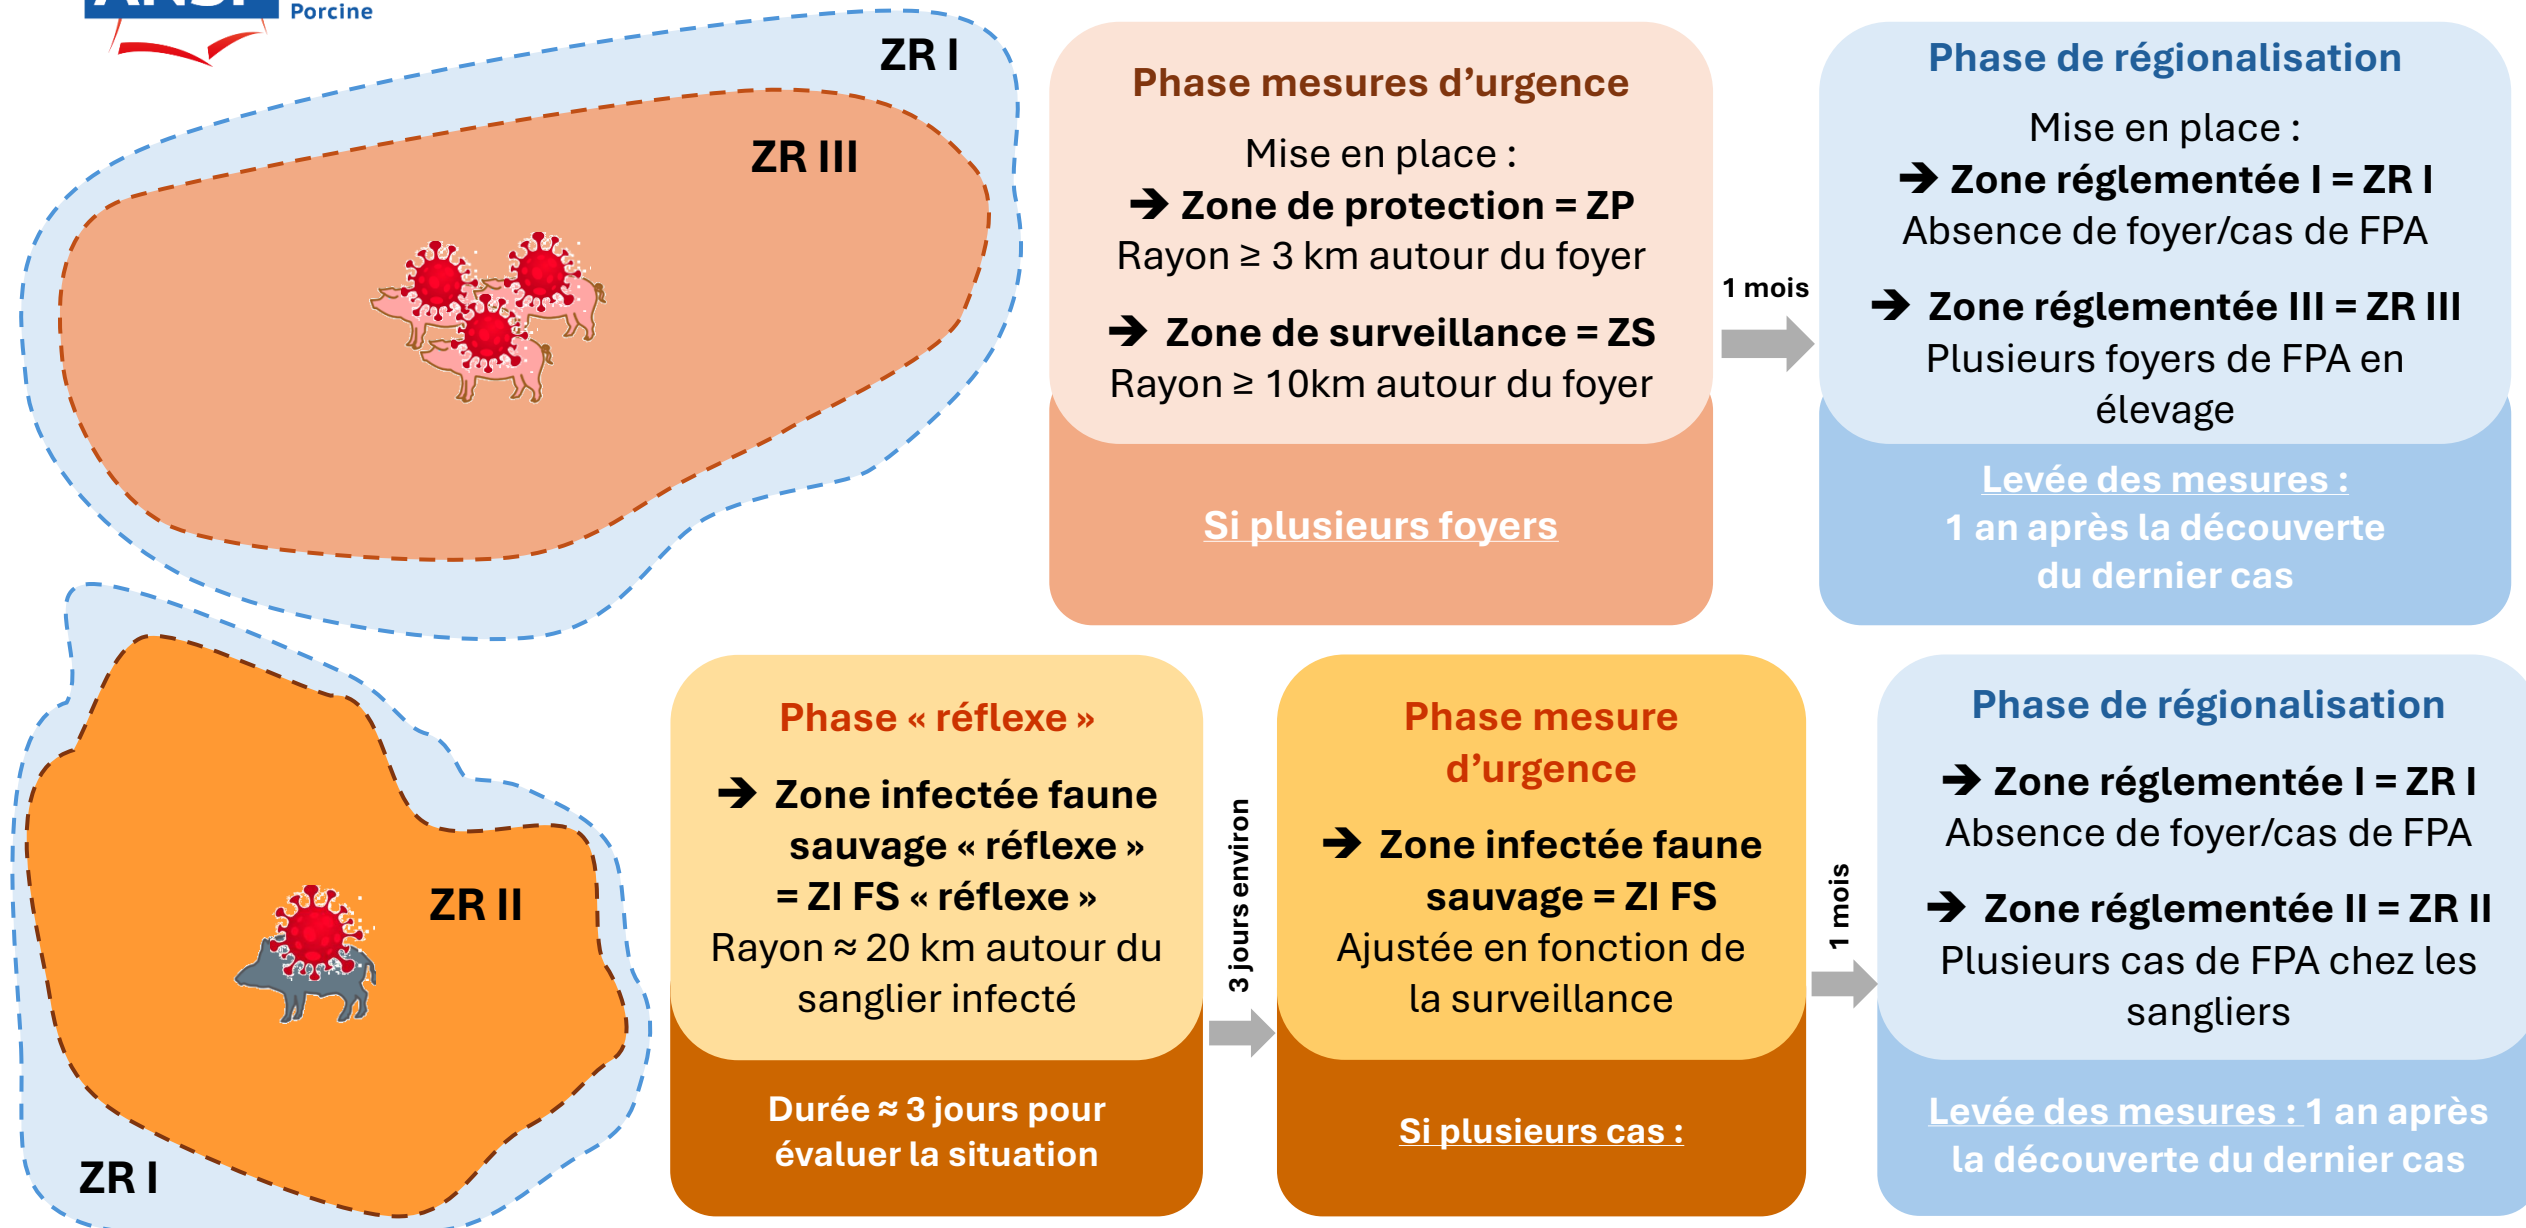 ANSP
Porcine
ZR I
ZR III
Phase mesures d’urgence
Mise en place :
➔ Zone de protection = ZP
Rayon ≥ 3 km autour du foyer
➔ Zone de surveillance = ZS
Rayon ≥ 10km autour du foyer
Si plusieurs foyers
1 mois
Phase de régionalisation
Mise en place :
➔ Zone réglementée I = ZR I
Absence de foyer/cas de FPA
➔ Zone réglementée III = ZR III
Plusieurs foyers de FPA en
élevage
Levée des mesures :
1 an après la découverte
du dernier cas
ZR II
ZR I
Phase « réflexe »
➔ Zone infectée faune
sauvage « réflexe »
= ZI FS « réflexe »
Rayon ≈ 20 km autour du
sanglier infecté
Durée ≈ 3 jours pour
évaluer la situation
3 jours environ
Phase mesure
d’urgence
➔ Zone infectée faune
sauvage = ZI FS
Ajustée en fonction de
la surveillance
Si plusieurs cas :
1 mois
Phase de régionalisation
➔ Zone réglementée I = ZR I
Absence de foyer/cas de FPA
➔ Zone réglementée II = ZR II
Plusieurs cas de FPA chez les
sangliers
Levée des mesures : 1 an après
la découverte du dernier cas